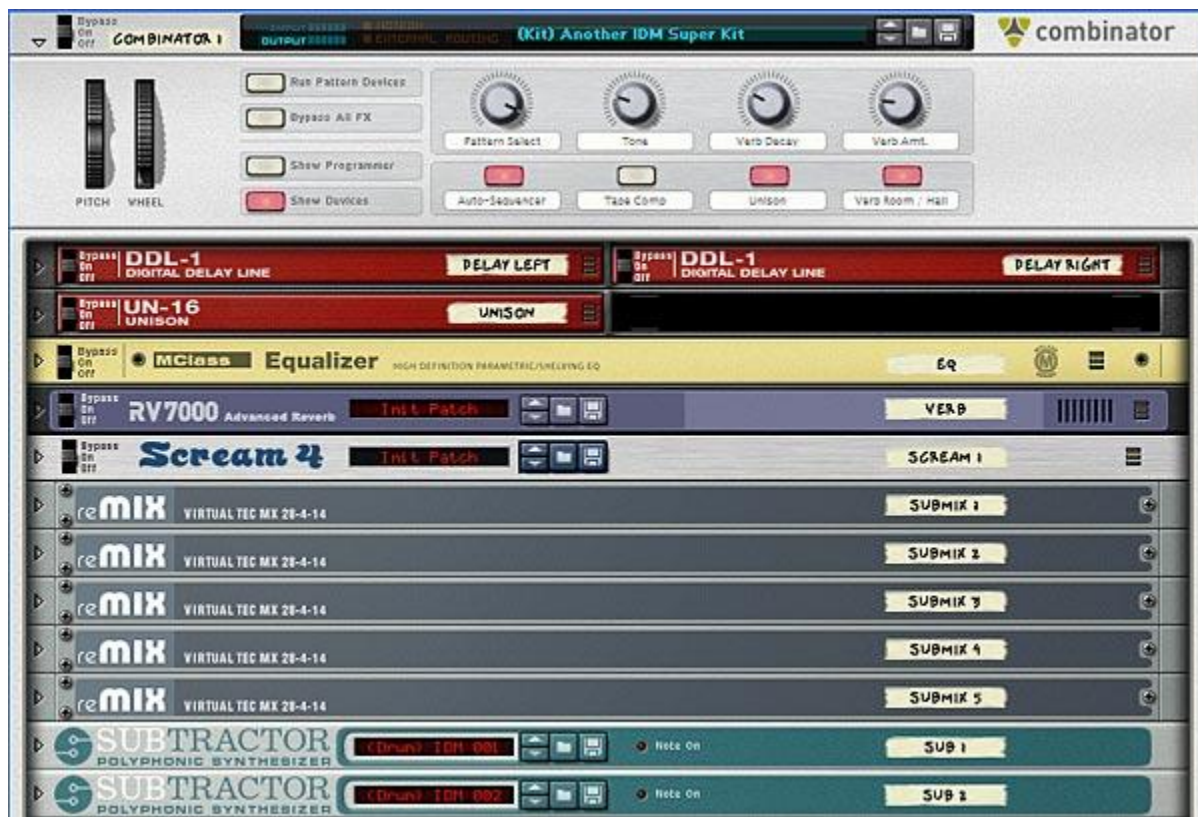 Bypass
On
Off
COMBINATOR 1
INPUT
OUTPUT
EXTERNAL ROUTING
(Kit) Another IDM Super Kit
combinator
Run Pattern Devices
Bypass All FX
Show Programmer
Show Devices
PITCH WHEEL
Pattern Select Tone Verb Decay Verb Amt.
Auto-Sequencer Tape Comp Unison Verb Room / Hall
Bypass
On
Off
DDL-1
DIGITAL DELAY LINE
DELAY LEFT
Bypass
On
Off
DDL-1
DIGITAL DELAY LINE
DELAY RIGHT
Bypass
On
Off
UN-16
UNISON
UNISON
Bypass
On
Off
MClass Equalizer HIGH DEFINITION PARAMETRIC/SHELVING EQ
EQ
M
Bypass
On
Off
RV7000 Advanced Reverb Init Patch
VERB
Bypass
On
Off
Scream 4 Init Patch
SCREAM 1
reMIX VIRTUAL TEC MX 28-4-14 SUBMIX 1
reMIX VIRTUAL TEC MX 28-4-14 SUBMIX 2
reMIX VIRTUAL TEC MX 28-4-14 SUBMIX 3
reMIX VIRTUAL TEC MX 28-4-14 SUBMIX 4
reMIX VIRTUAL TEC MX 28-4-14 SUBMIX 5
SUBTRACTOR
POLYPHONIC SYNTHESIZER
(Drum) IDM 001 Note On SUB 1
SUBTRACTOR
POLYPHONIC SYNTHESIZER
(Drum) IDM 002 Note On SUB 2